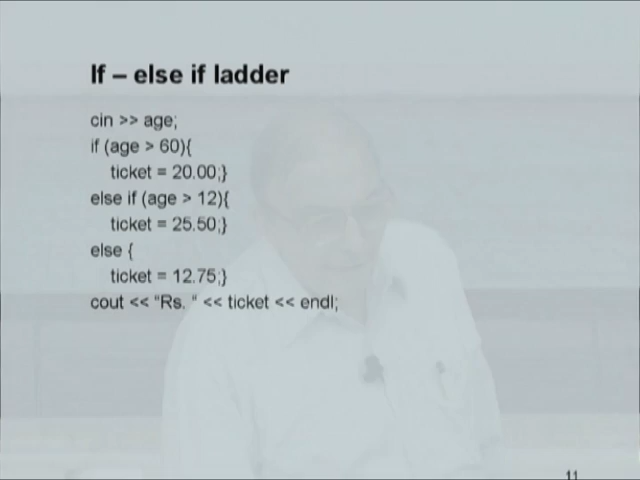 If – else if ladder
cin >> age;
if (age > 60){
ticket = 20.00;}
else if (age > 12){
ticket = 25.50;}
else {
ticket = 12.75;}
cout << "Rs. " << ticket << endl;
11